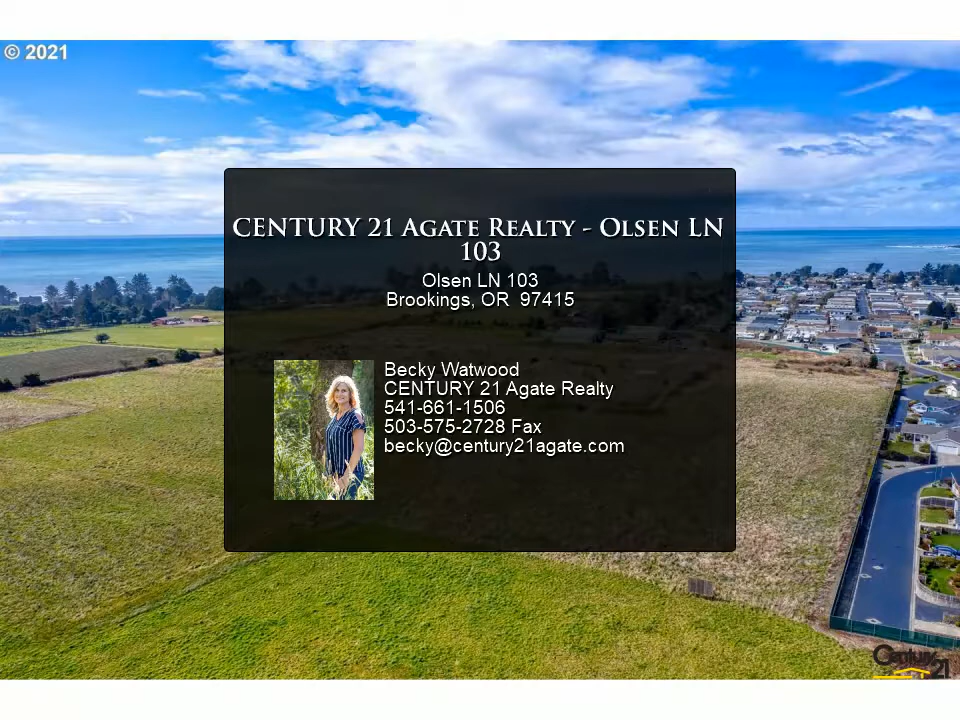 © 2021
CENTURY 21 Agate Realty - Olsen LN
103
Olsen LN 103
Brookings, OR 97415
Becky Watwood
CENTURY 21 Agate Realty
541-661-1506
503-575-2728 Fax
becky@century21agate.com
Century
21